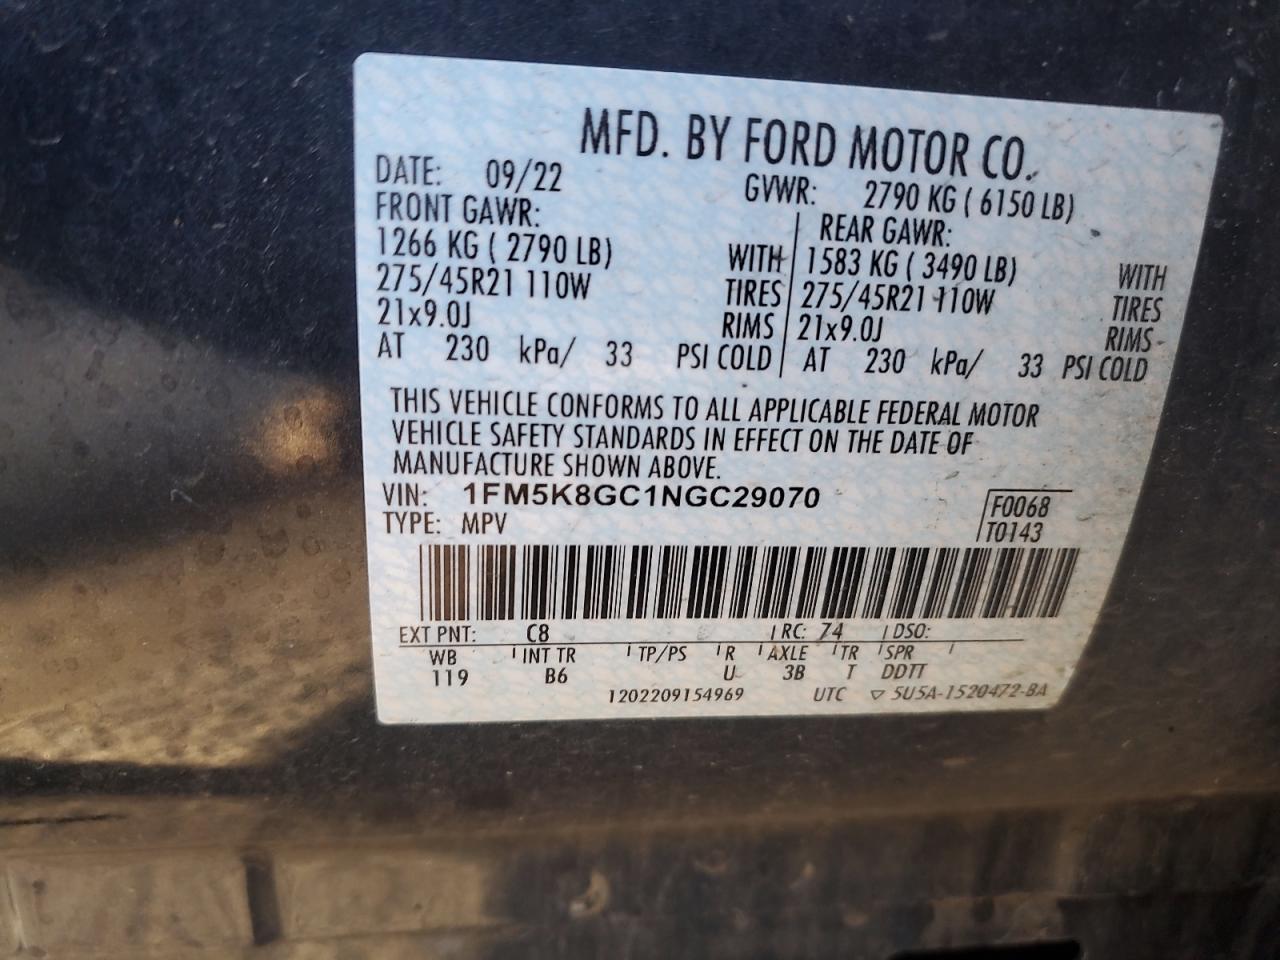 MFD. BY FORD MOTOR CO.
DATE: 09/22 GVWR: 2790 KG ( 6150 LB)
FRONT GAWR: REAR GAWR:
1266 KG ( 2790 LB) WITH 1583 KG ( 3490 LB) WITH
275/45R21 110W TIRES 275/45R21 110W TIRES
21x9.0J RIMS 21x9.0J RIMS
AT 230 kPa/ 33 PSI COLD AT 230 kPa/ 33 PSI COLD
THIS VEHICLE CONFORMS TO ALL APPLICABLE FEDERAL MOTOR
VEHICLE SAFETY STANDARDS IN EFFECT ON THE DATE OF
MANUFACTURE SHOWN ABOVE.
VIN: 1FM5K8GC1NGC29070 F0068
TYPE: MPV T0143
EXT PNT: C8 RC: 74 DSO:
WB INT TR TP/PS R AXLE TR SPR
119 B6 U 3B T DDTT
1202209154969 UTC ▽ 5U5A-1520472-BA